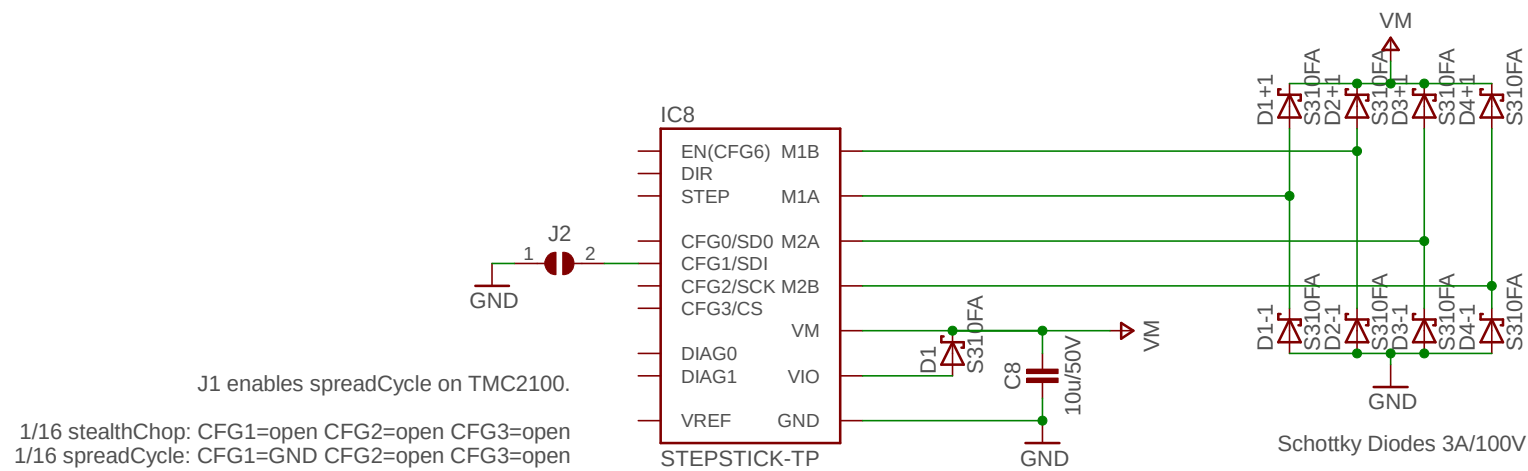 VM
D1+1
S310FA
D2+1
S310FA
D3+1
S310FA
D4+1
S310FA
IC8
EN(CFG6) M1B
DIR
STEP M1A
CFG0/SD0 M2A
CFG1/SDI
CFG2/SCK M2B
CFG3/CS
VM
DIAG0
DIAG1 VIO
VREF GND
STEPSTICK-TP
J2
1 2
GND
D1
S310FA
C8
10u/50V
VM
GND
D1-1
S310FA
D2-1
S310FA
D3-1
S310FA
D4-1
S310FA
GND
Schottky Diodes 3A/100V
J1 enables spreadCycle on TMC2100.
1/16 stealthChop: CFG1=open CFG2=open CFG3=open
1/16 spreadCycle: CFG1=GND CFG2=open CFG3=open